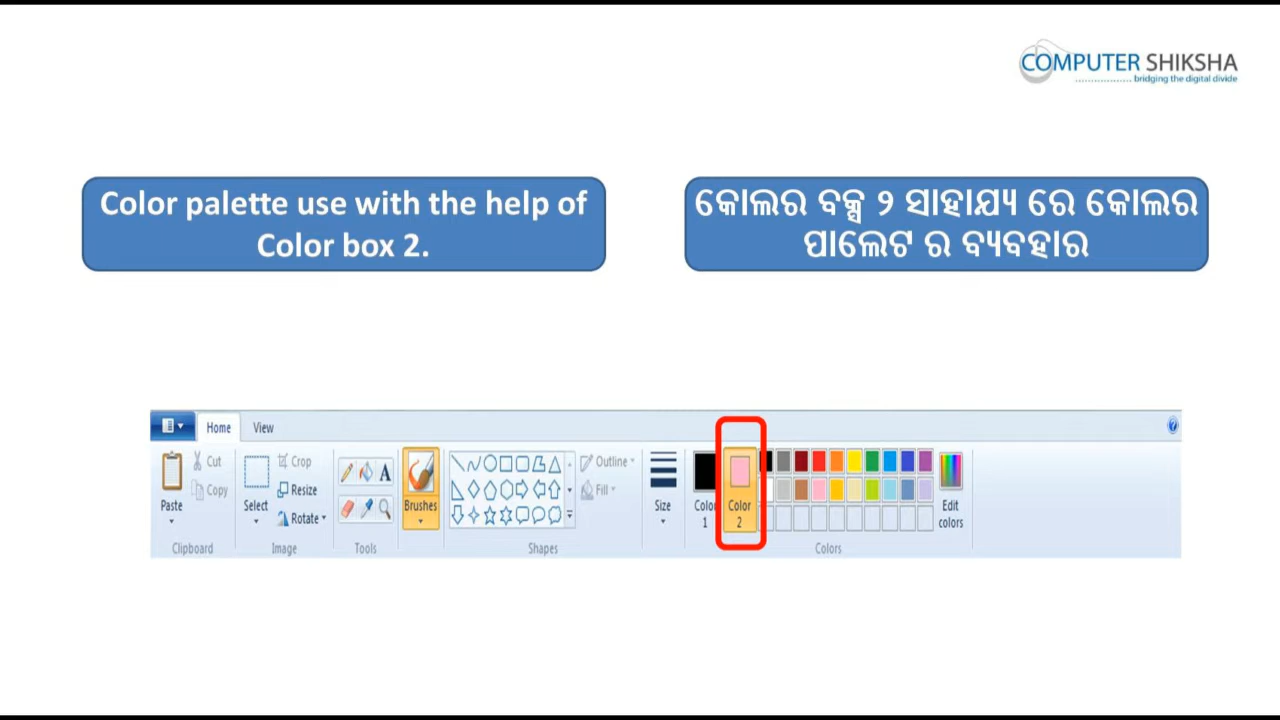 COMPUTER SHIKSHA
bridging the digital divide
Color palette use with the help of
Color box 2.
କୋଲର ବକ୍ସ ୨ ସାହାଯ୍ୟ ରେ କୋଲର
ପାଲେଟ ର ବ୍ୟବହାର
Home View
Paste
Cut
Copy
Clipboard
Select
Crop
Resize
Rotate
Image
A
Tools
Brushes
Outline
Fill
Shapes
Size
Color
1
Color
2
Edit
colors
Colors